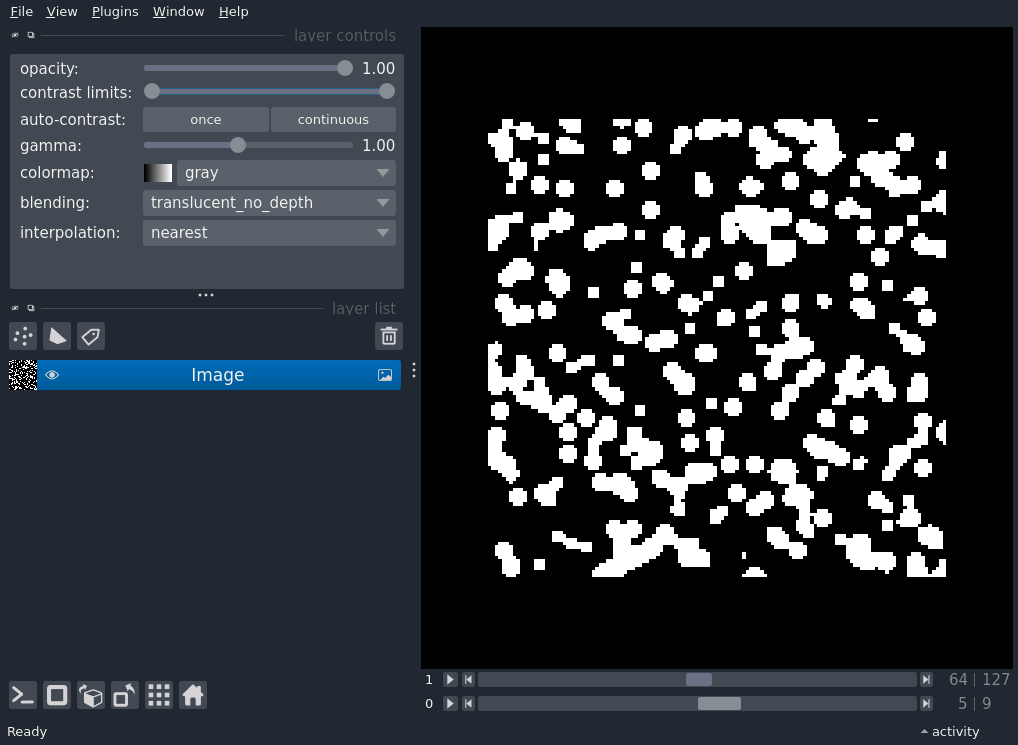 File View Plugins Window Help
layer controls
opacity: 1.00
contrast limits:
auto-contrast: once continuous
gamma: 1.00
colormap: gray
blending: translucent_no_depth
interpolation: nearest
layer list
Image
1 64 | 127
0 5 | 9
Ready activity